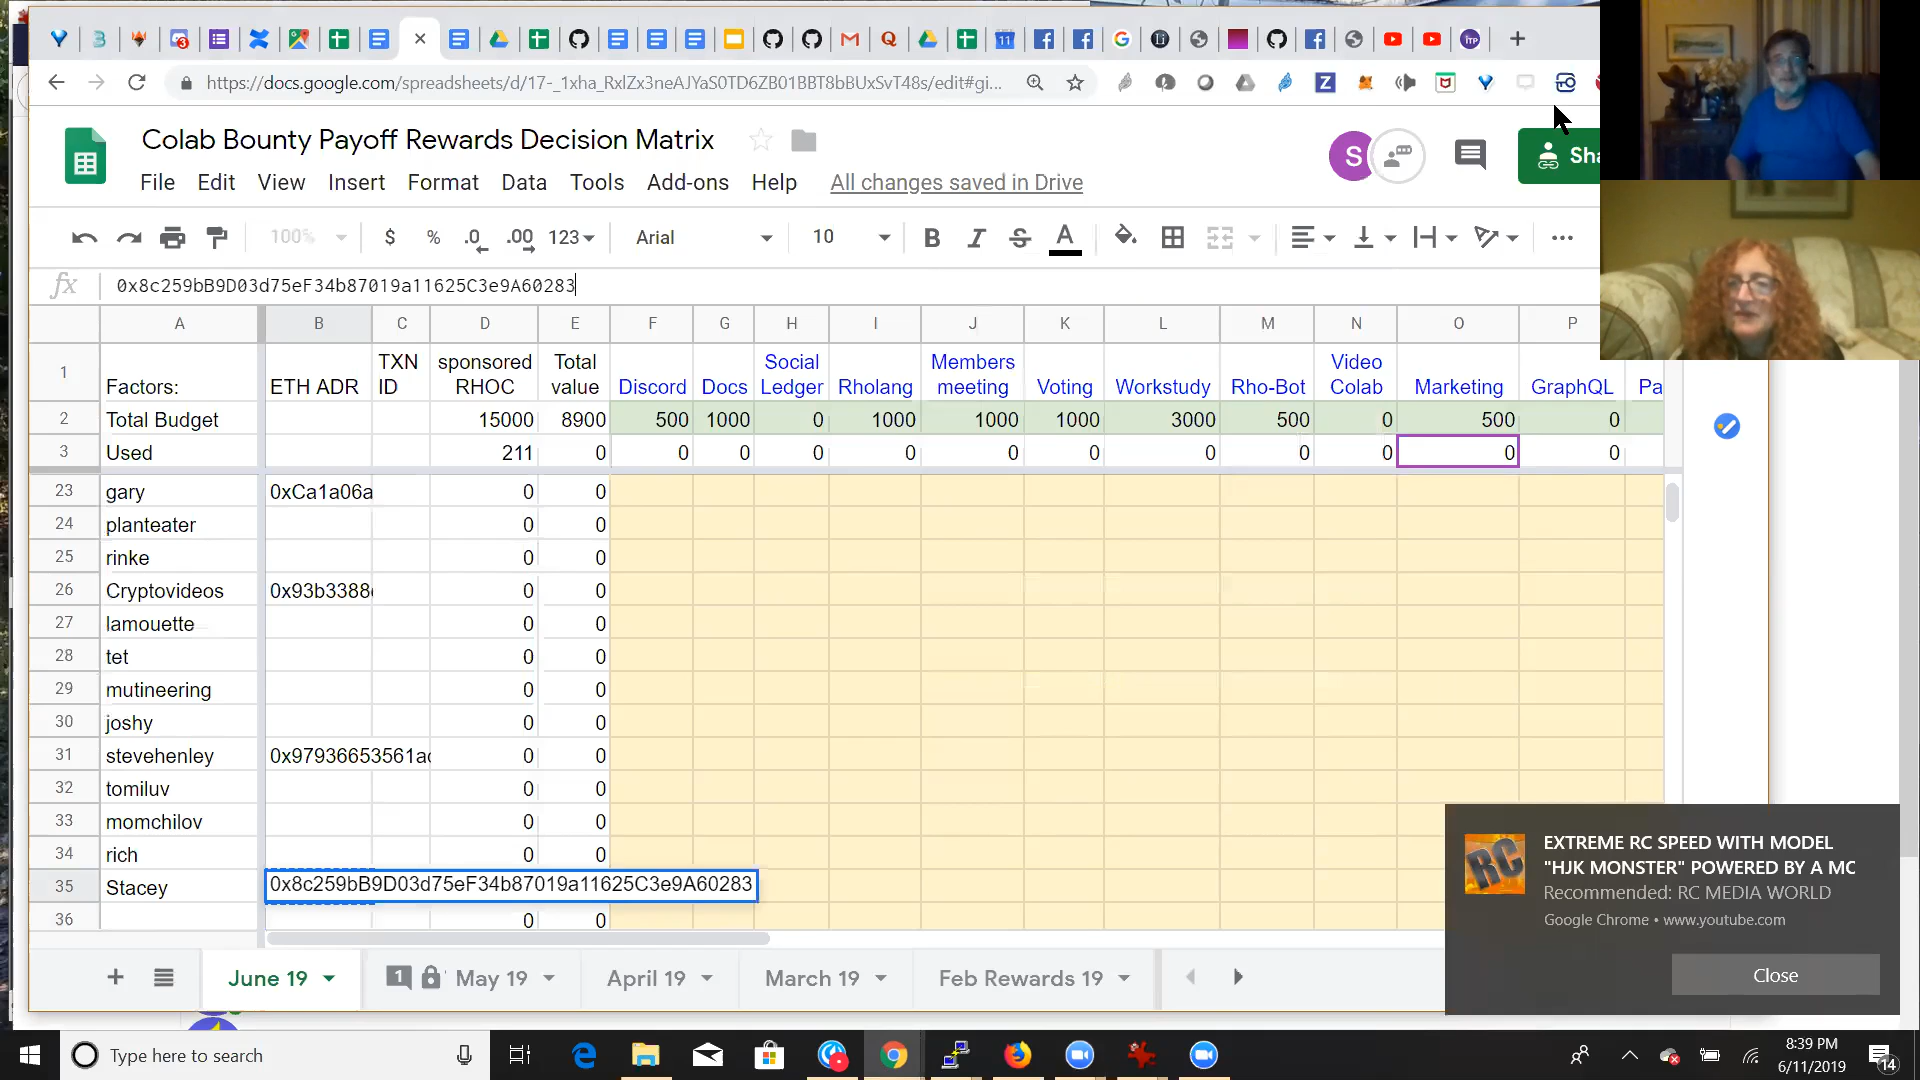 https://docs.google.com/spreadsheets/d/17-_1xha_RxlZx3neAJYaS0TD6ZB01BBT8bBUxSvT48s/edit#gi...
Colab Bounty Payoff Rewards Decision Matrix
S
File Edit View Insert Format Data Tools Add-ons Help All changes saved in Drive
100% $ % .0 .00 123 Arial 10 B I S A
fx 0x8c259bB9D03d75eF34b87019a11625C3e9A60283
A B C D E F G H I J K L M N O P
1 Factors: ETH ADR TXN ID sponsored RHOC Total value Discord Docs Social Ledger Rholang Members meeting Voting Workstudy Rho-Bot Video Colab Marketing GraphQL Pa
2 Total Budget 15000 8900 500 1000 0 1000 1000 1000 3000 500 0 500 0
3 Used 211 0 0 0 0 0 0 0 0 0 0 0 0
23 gary 0xCa1a06a 0 0
24 planteater 0 0
25 rinke 0 0
26 Cryptovideos 0x93b3388 0 0
27 lamouette 0 0
28 tet 0 0
29 mutineering 0 0
30 joshy 0 0
31 stevehenley 0x97936653561a 0 0
32 tomiluv 0 0
33 momchilov 0 0
34 rich 0 0
35 Stacey 0x8c259bB9D03d75eF34b87019a11625C3e9A60283
36 0 0
June 19 1 May 19 April 19 March 19 Feb Rewards 19
EXTREME RC SPEED WITH MODEL
"HJK MONSTER" POWERED BY A MC
Recommended: RC MEDIA WORLD
Google Chrome • www.youtube.com
Close
Type here to search
8:39 PM
6/11/2019
14